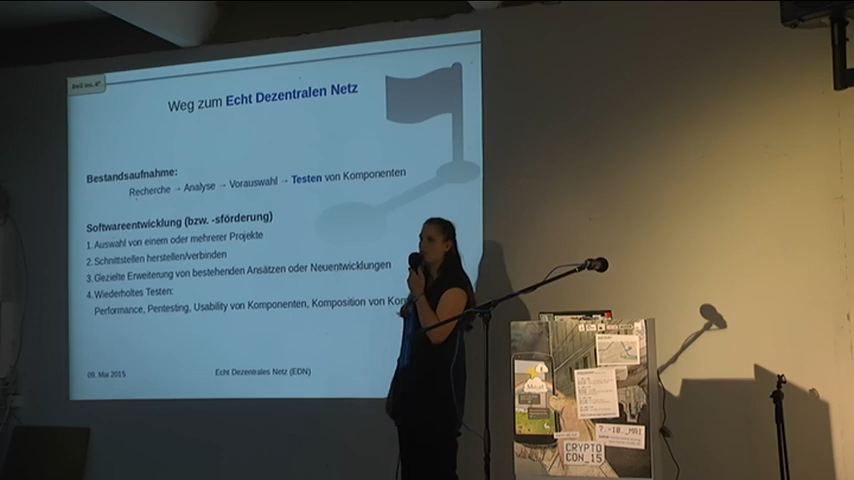 Weg zum Echt Dezentralen Netz
Bestandsaufnahme:
Recherche → Analyse → Vorauswahl → Testen von Komponenten
Softwareentwicklung (bzw. -sförderung)
1. Auswahl von einem oder mehrerer Projekte
2. Schnittstellen herstellen/verbinden
3. Gezielte Erweiterung von bestehenden Ansätzen oder Neuentwicklungen
4. Wiederholtes Testen:
Performance, Pentesting, Usability von Komponenten, Komposition von
09. Mai 2015
Echt Dezentrales Netz (EDN)
7.-10. MAI
CRYPTO
CON_15